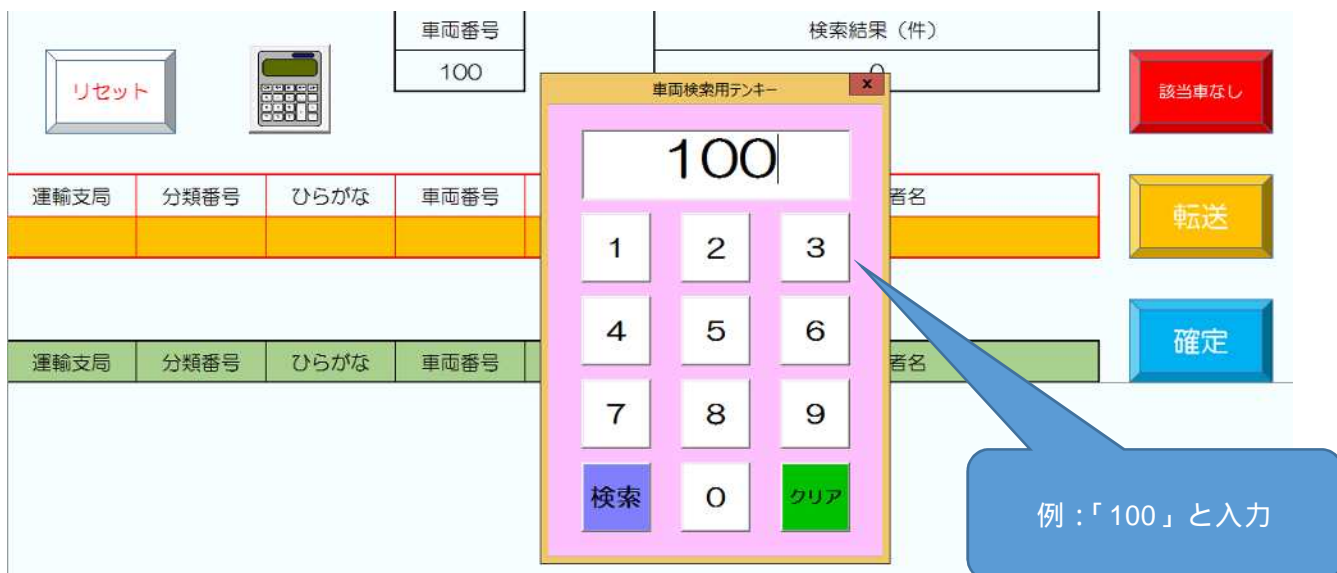 車両番号
検索結果（件）
100
0
リセット
該当車なし
車両検索用テンキー
x
100
運輸支局 分類番号 ひらがな 車両番号 者名
転送
1 2 3
4 5 6
確定
運輸支局 分類番号 ひらがな 車両番号 者名
7 8 9
検索 0 クリア
例：「100」と入力